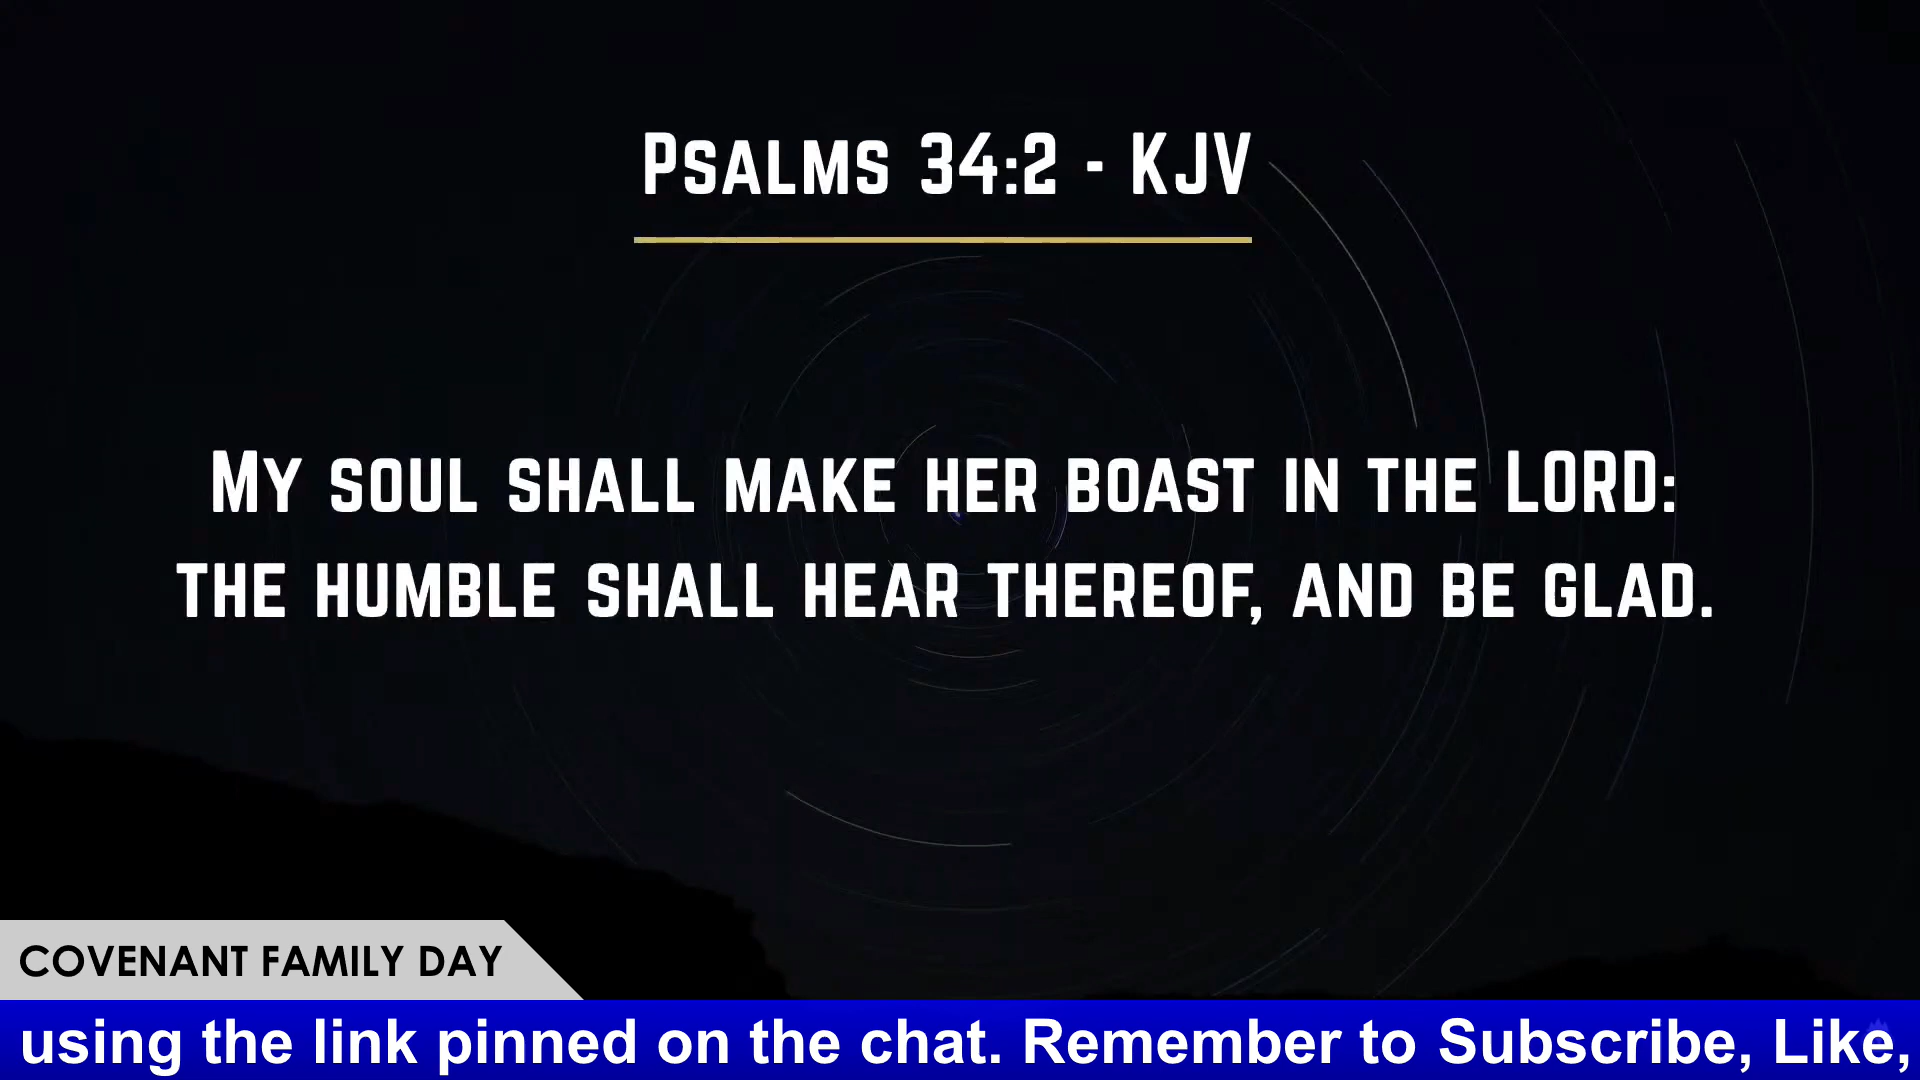 Psalms 34:2 - KJV
My soul shall make her boast in the LORD:
the humble shall hear thereof, and be glad.
COVENANT FAMILY DAY
using the link pinned on the chat. Remember to Subscribe, Like,